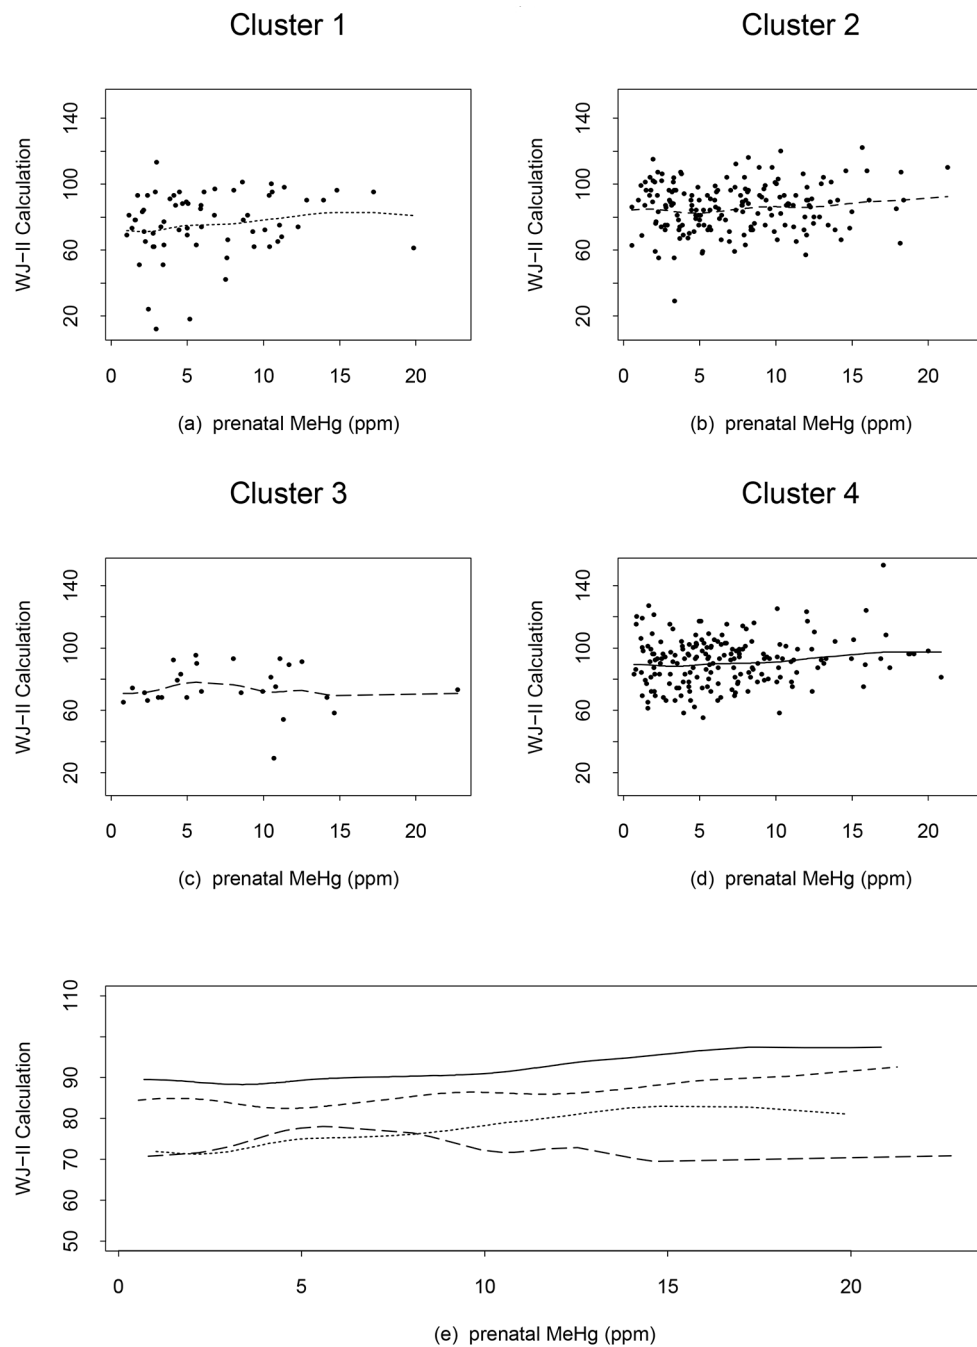 Cluster 1
Cluster 2
WJ−II Calculation
20 60 100 140
0 5 10 15 20
(a) prenatal MeHg (ppm)
WJ−II Calculation
20 60 100 140
0 5 10 15 20
(b) prenatal MeHg (ppm)
Cluster 3
Cluster 4
WJ−II Calculation
20 60 100 140
0 5 10 15 20
(c) prenatal MeHg (ppm)
WJ−II Calculation
20 60 100 140
0 5 10 15 20
(d) prenatal MeHg (ppm)
WJ−II Calculation
50 60 70 80 90 110
0 5 10 15 20
(e) prenatal MeHg (ppm)